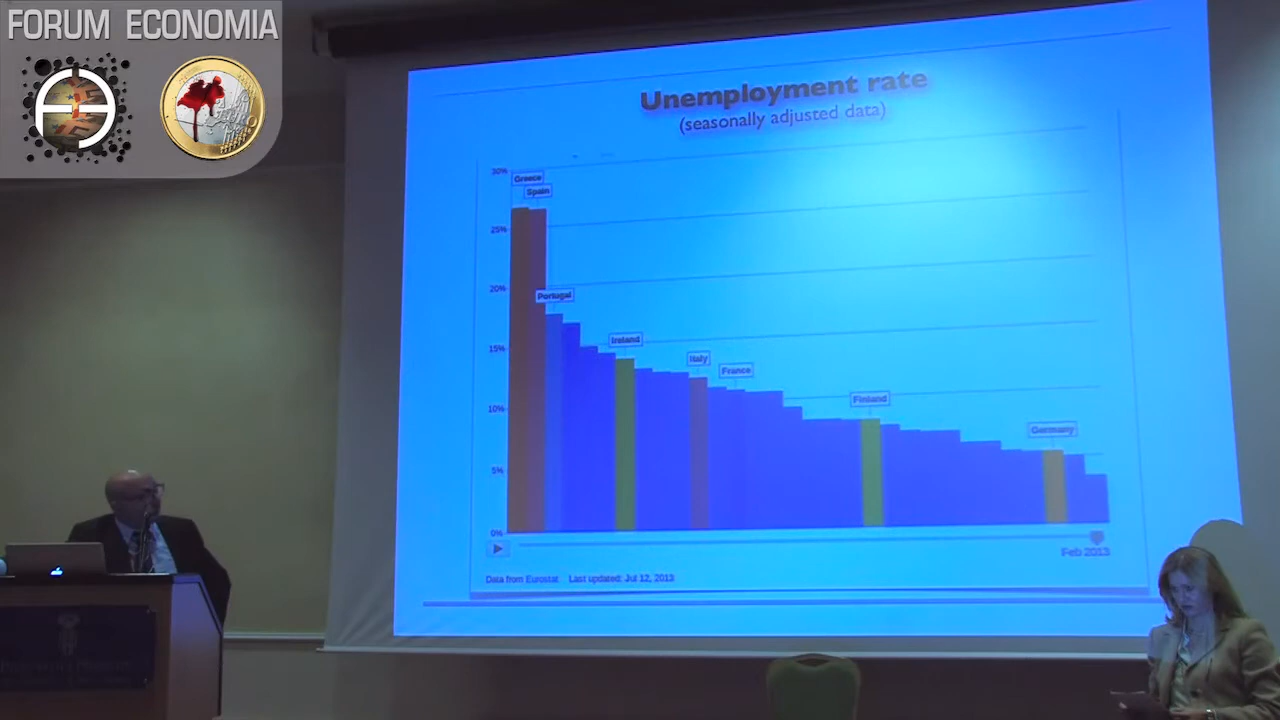 FORUM ECONOMIA
Unemployment rate
(seasonally adjusted data)
30%
Greece
Spain
25%
20%
Portugal
15%
Ireland
Italy
France
10%
Finland
Germany
5%
0%
Feb 2013
Data from Eurostat Last updated: Jul 12, 2013